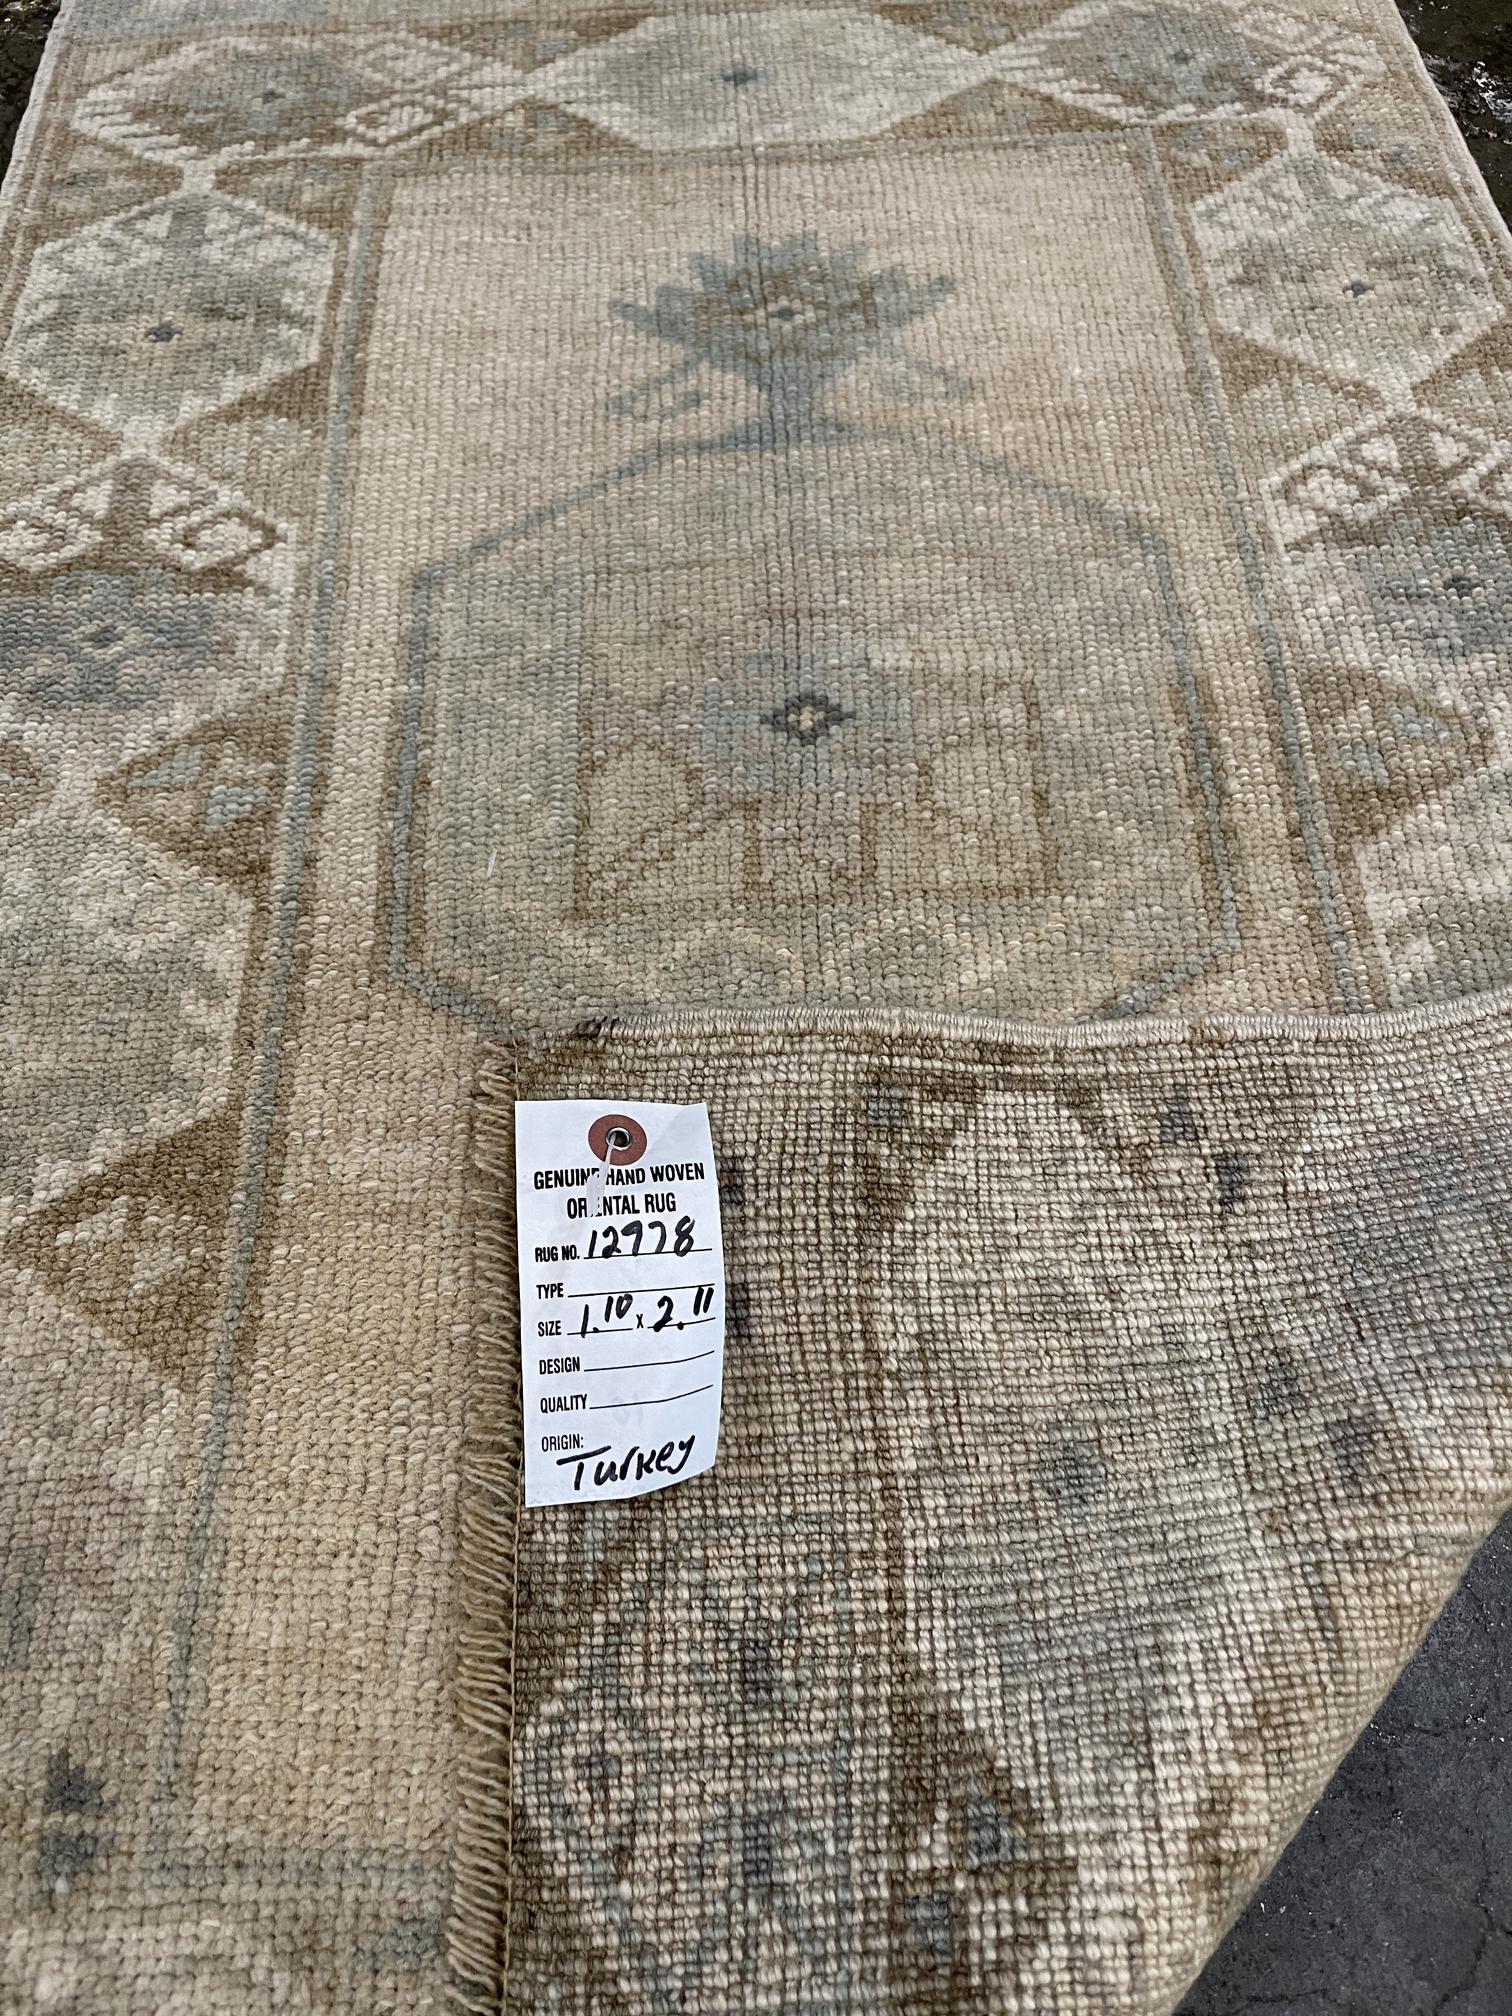 GENUINE HAND WOVEN
ORIENTAL RUG
RUG NO. 12978
TYPE
SIZE 1.10 x 2.11
DESIGN
QUALITY
ORIGIN:
Turkey